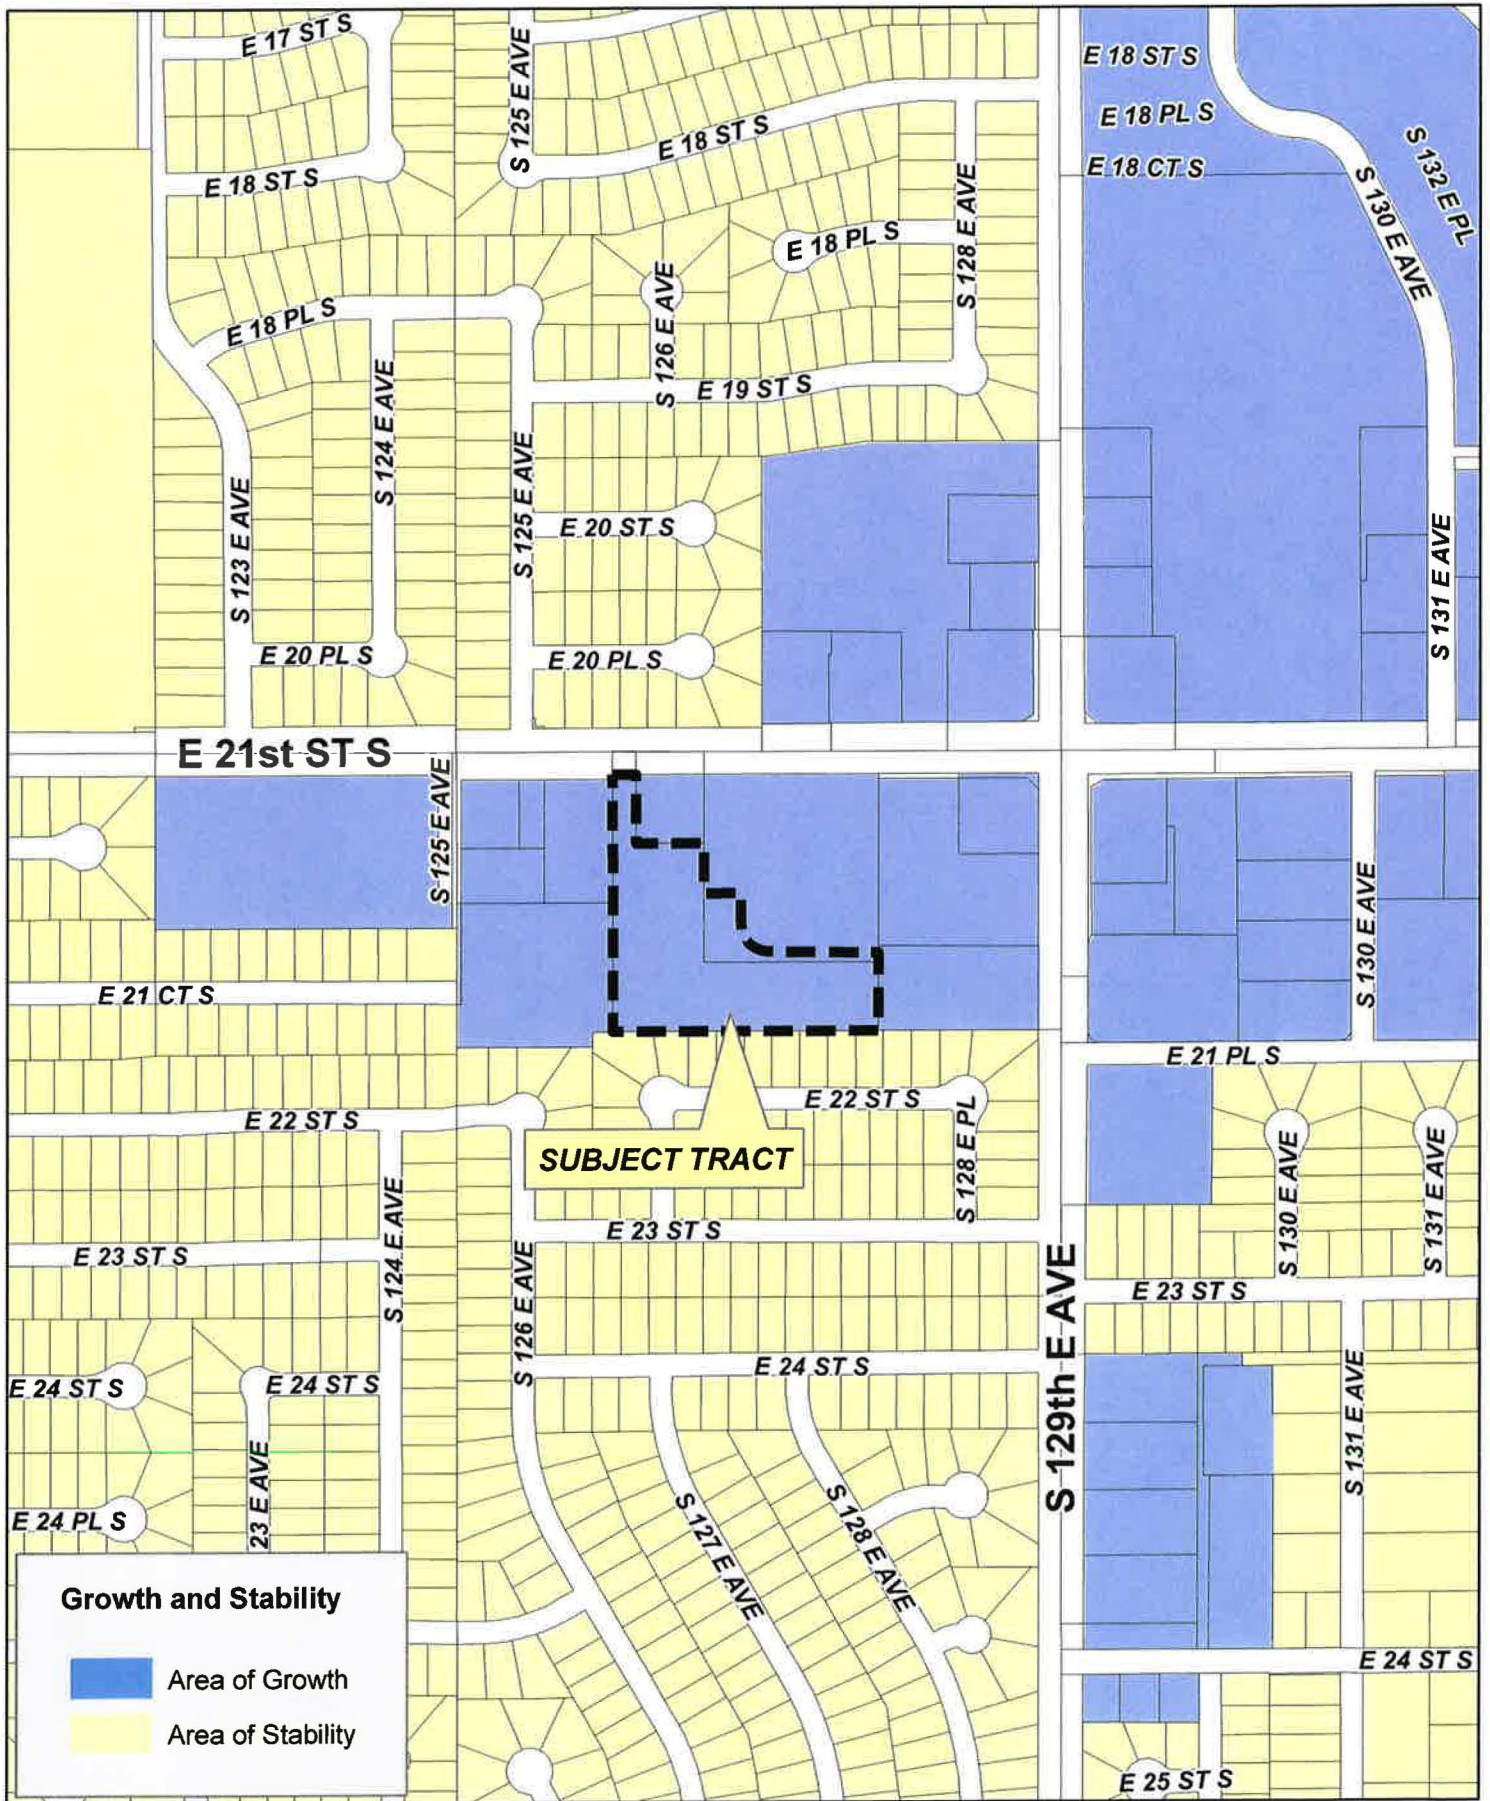 E 17 ST S
S 125 E AVE
E 18 ST S
E 18 ST S
E 18 PL S
E 18 CT S
S 132 E PL
S 130 E AVE
E 18 ST S
E 18 PL S
S 128 E AVE
S 126 E AVE
E 18 PL S
S 124 E AVE
E 19 ST S
S 123 E AVE
S 125 E AVE
E 20 ST S
S 131 E AVE
E 20 PL S
E 20 PL S
E 21st ST S
S 125 E AVE
S 130 E AVE
E 21 CT S
E 21 PL S
E 22 ST S
E 22 ST S
S 128 E PL
SUBJECT TRACT
S 130 E AVE
S 131 E AVE
S 124 E AVE
E 23 ST S
E 23 ST S
S 126 E AVE
S 129th E AVE
E 23 ST S
E 24 ST S
E 24 ST S
E 24 ST S
S 131 E AVE
23 E AVE
E 24 PL S
S 127 E AVE
S 128 E AVE
Growth and Stability
Area of Growth
Area of Stability
E 24 ST S
E 25 ST S